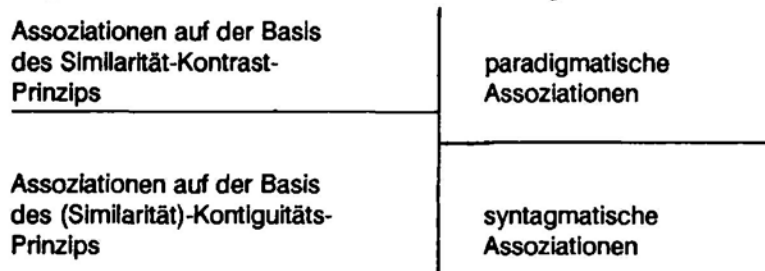 Assoziationen auf der Basis
des Similarität-Kontrast-
Prinzips
paradigmatische
Assoziationen
Assoziationen auf der Basis
des (Similarität)-Kontiguitäts-
Prinzips
syntagmatische
Assoziationen